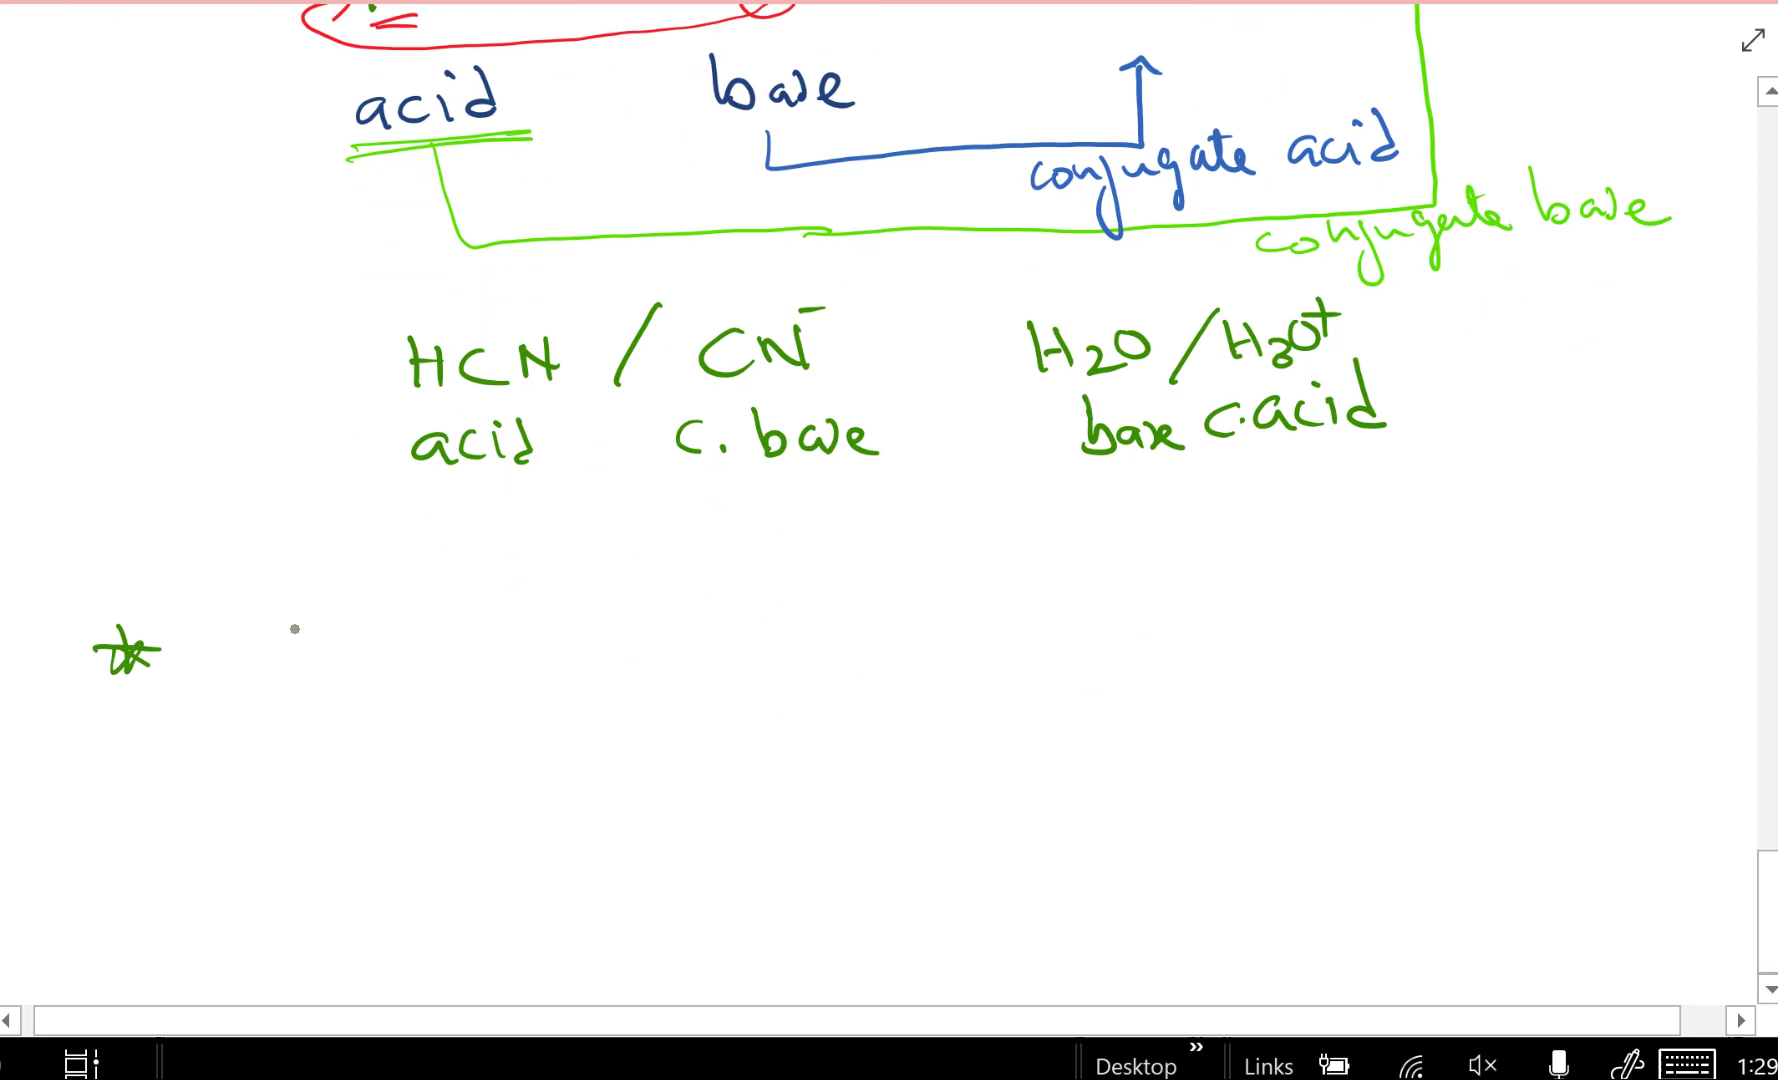 acid base
conjugate acid
conjugate base
HCN / CN⁻ H2O / H3O⁺
acid c. base base c. acid
Desktop » Links 1:29